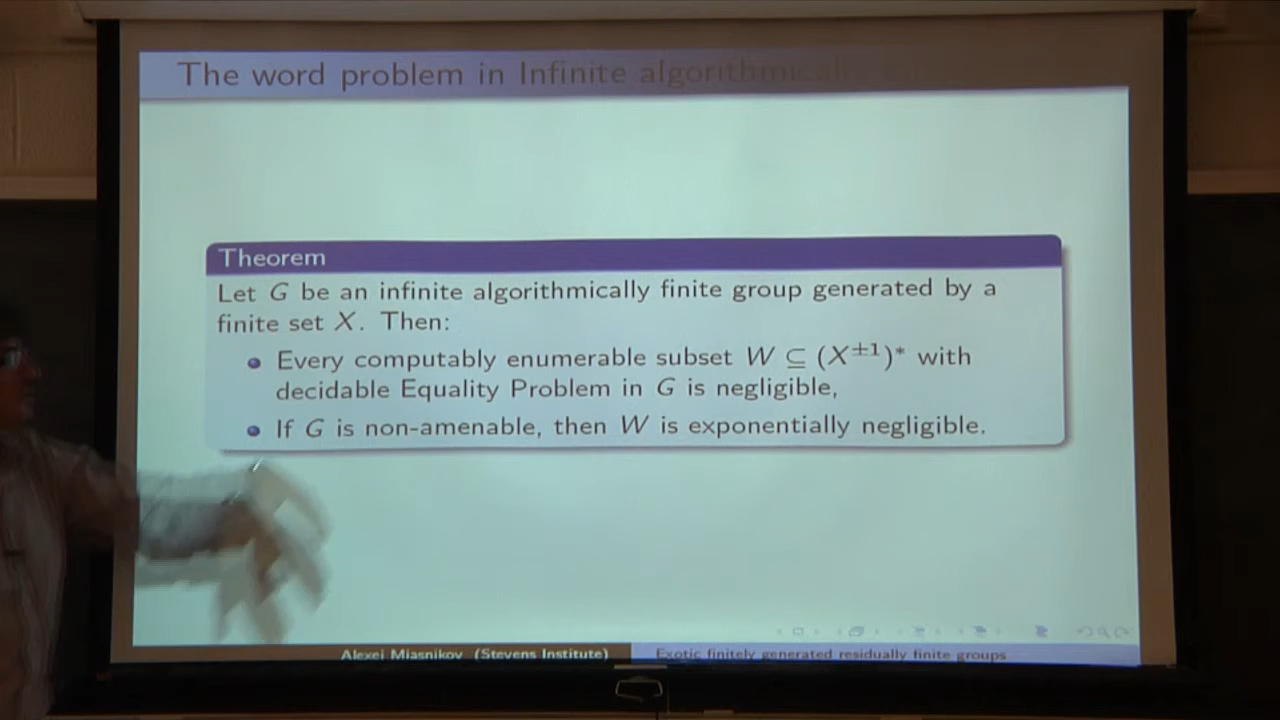 The word problem in Infinite algorithmically
Theorem
Let G be an infinite algorithmically finite group generated by a
finite set X. Then:
Every computably enumerable subset W ⊆ (X±1)* with
decidable Equality Problem in G is negligible,
If G is non-amenable, then W is exponentially negligible.
Alexei Miasnikov (Stevens Institute) Exotic finitely generated residually finite groups